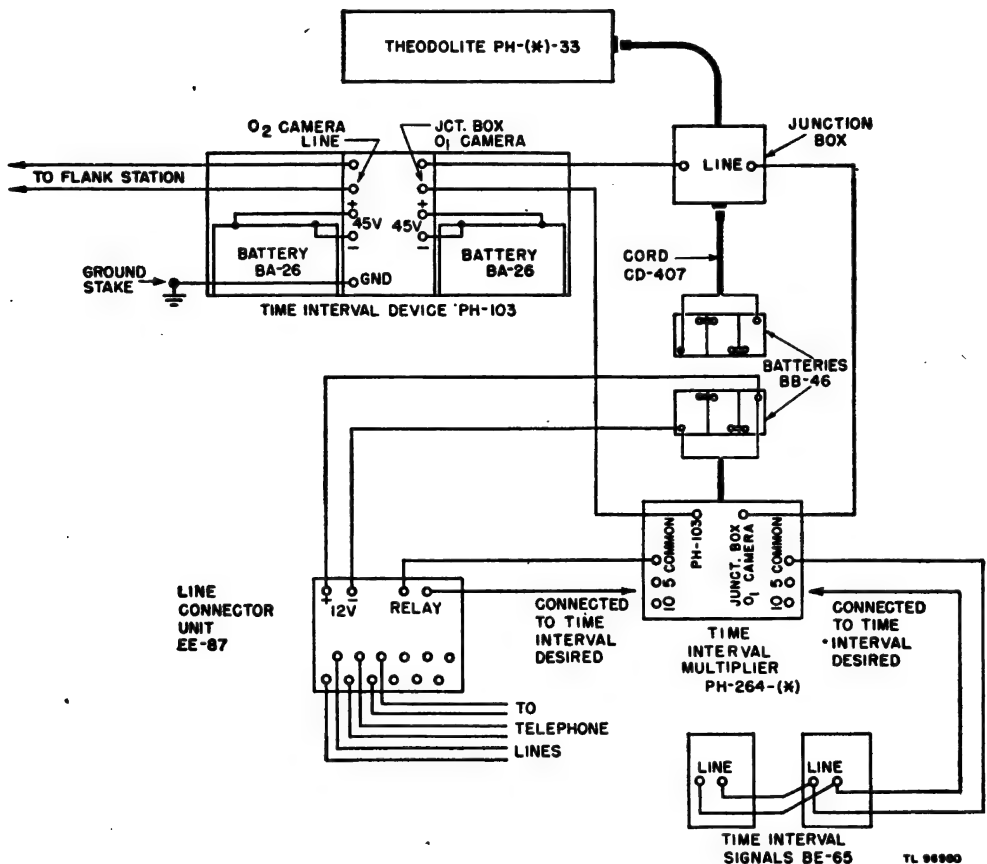 THEODOLITE PH-(*)-33
O2 CAMERA
LINE
JCT. BOX
O1 CAMERA
JUNCTION
BOX
LINE
TO FLANK STATION
+
45V
−
+
45V
−
BATTERY
BA-26
BATTERY
BA-26
GROUND
STAKE
GND
TIME INTERVAL DEVICE PH-103
CORD
CD-407
BATTERIES
BB-46
COMMON
5
10
PH-103
JUNCT. BOX
O1 CAMERA
COMMON
5
10
LINE
CONNECTOR
UNIT
EE-87
+ −
12V
RELAY
CONNECTED
TO TIME
INTERVAL
DESIRED
TIME
INTERVAL
MULTIPLIER
PH-264-(*)
CONNECTED
TO TIME
INTERVAL
DESIRED
TO
TELEPHONE
LINES
LINE
LINE
TIME INTERVAL
SIGNALS BE-65
TL 96980